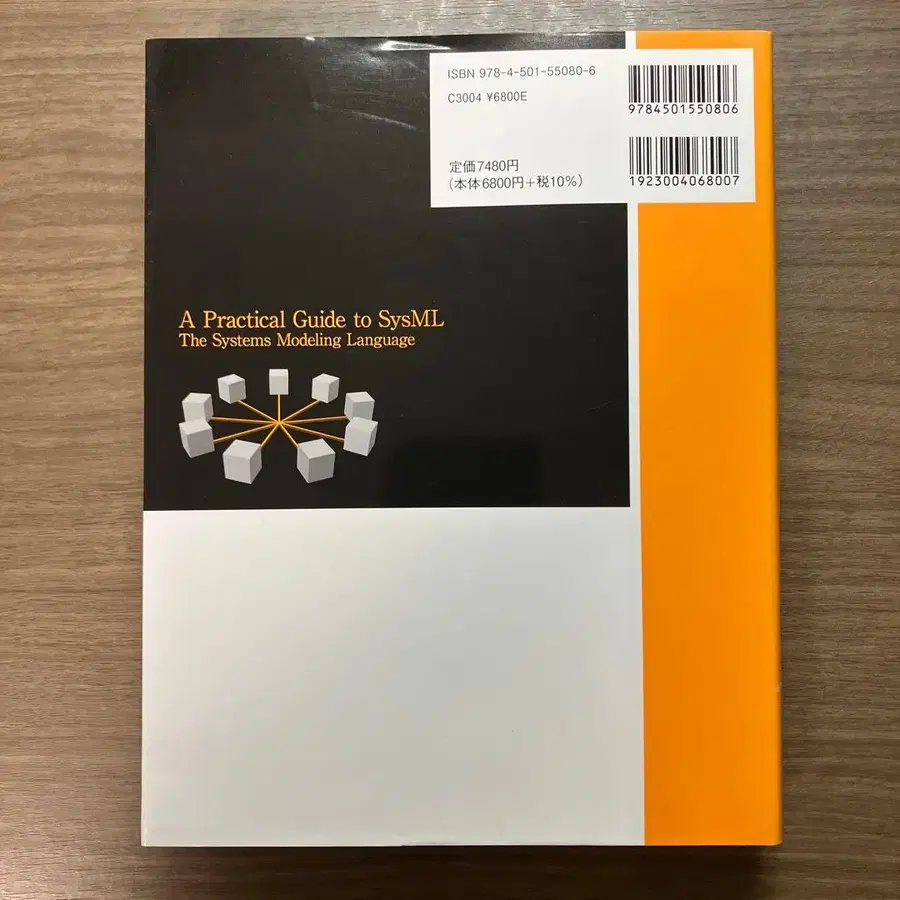 ISBN 978-4-501-55080-6
C3004 ¥6800E
9784501550806
定価7480円
(本体6800円+税10%)
1923004068007
A Practical Guide to SysML
The Systems Modeling Language